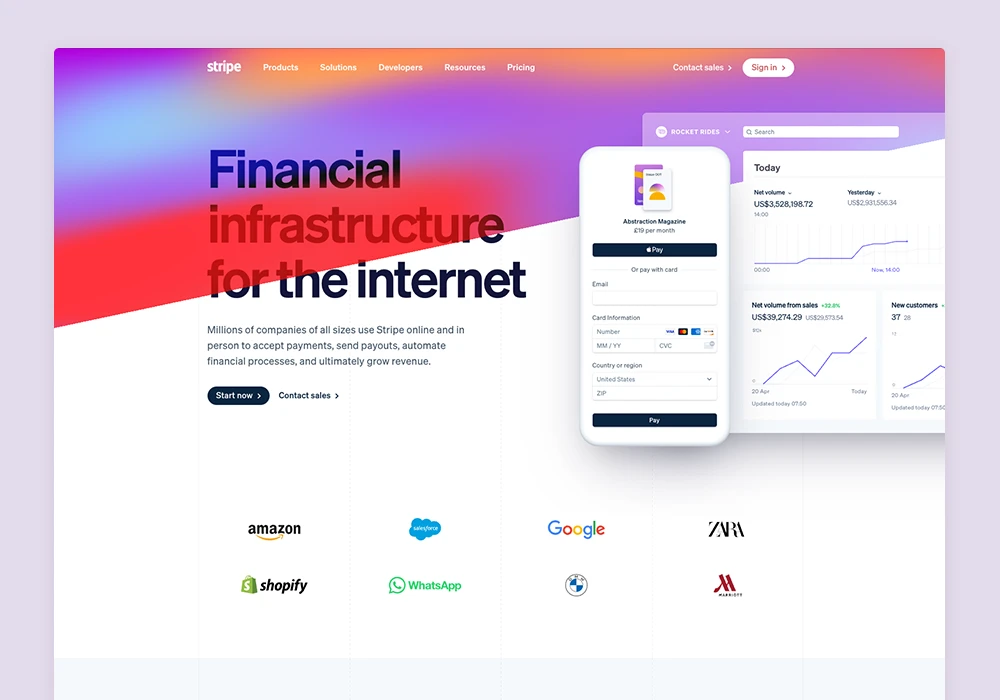 stripe
Products
Solutions
Developers
Resources
Pricing
Contact sales
Sign in
Financial
infrastructure
for the internet
Millions of companies of all sizes use Stripe online and in
person to accept payments, send payouts, automate
financial processes, and ultimately grow revenue.
Start now
Contact sales
ROCKET RIDES
Search
Abstraction Magazine
£19 per month
Pay
Or pay with card
Email
Card Information
Number
VISA
MM / YY
CVC
Country or region
United States
ZIP
Pay
Today
Net volume
US$3,528,198.72
14:00
Yesterday
US$2,931,556.34
00:00
Now, 14:00
Net volume from sales +32.8%
US$39,274.29 US$29,573.54
0
20 Apr
Today
Updated today 07:50
New customers
37 28
0
20 Apr
Updated today 07:50
amazon
salesforce
Google
ZARA
shopify
WhatsApp
BMW
MARRIOTT